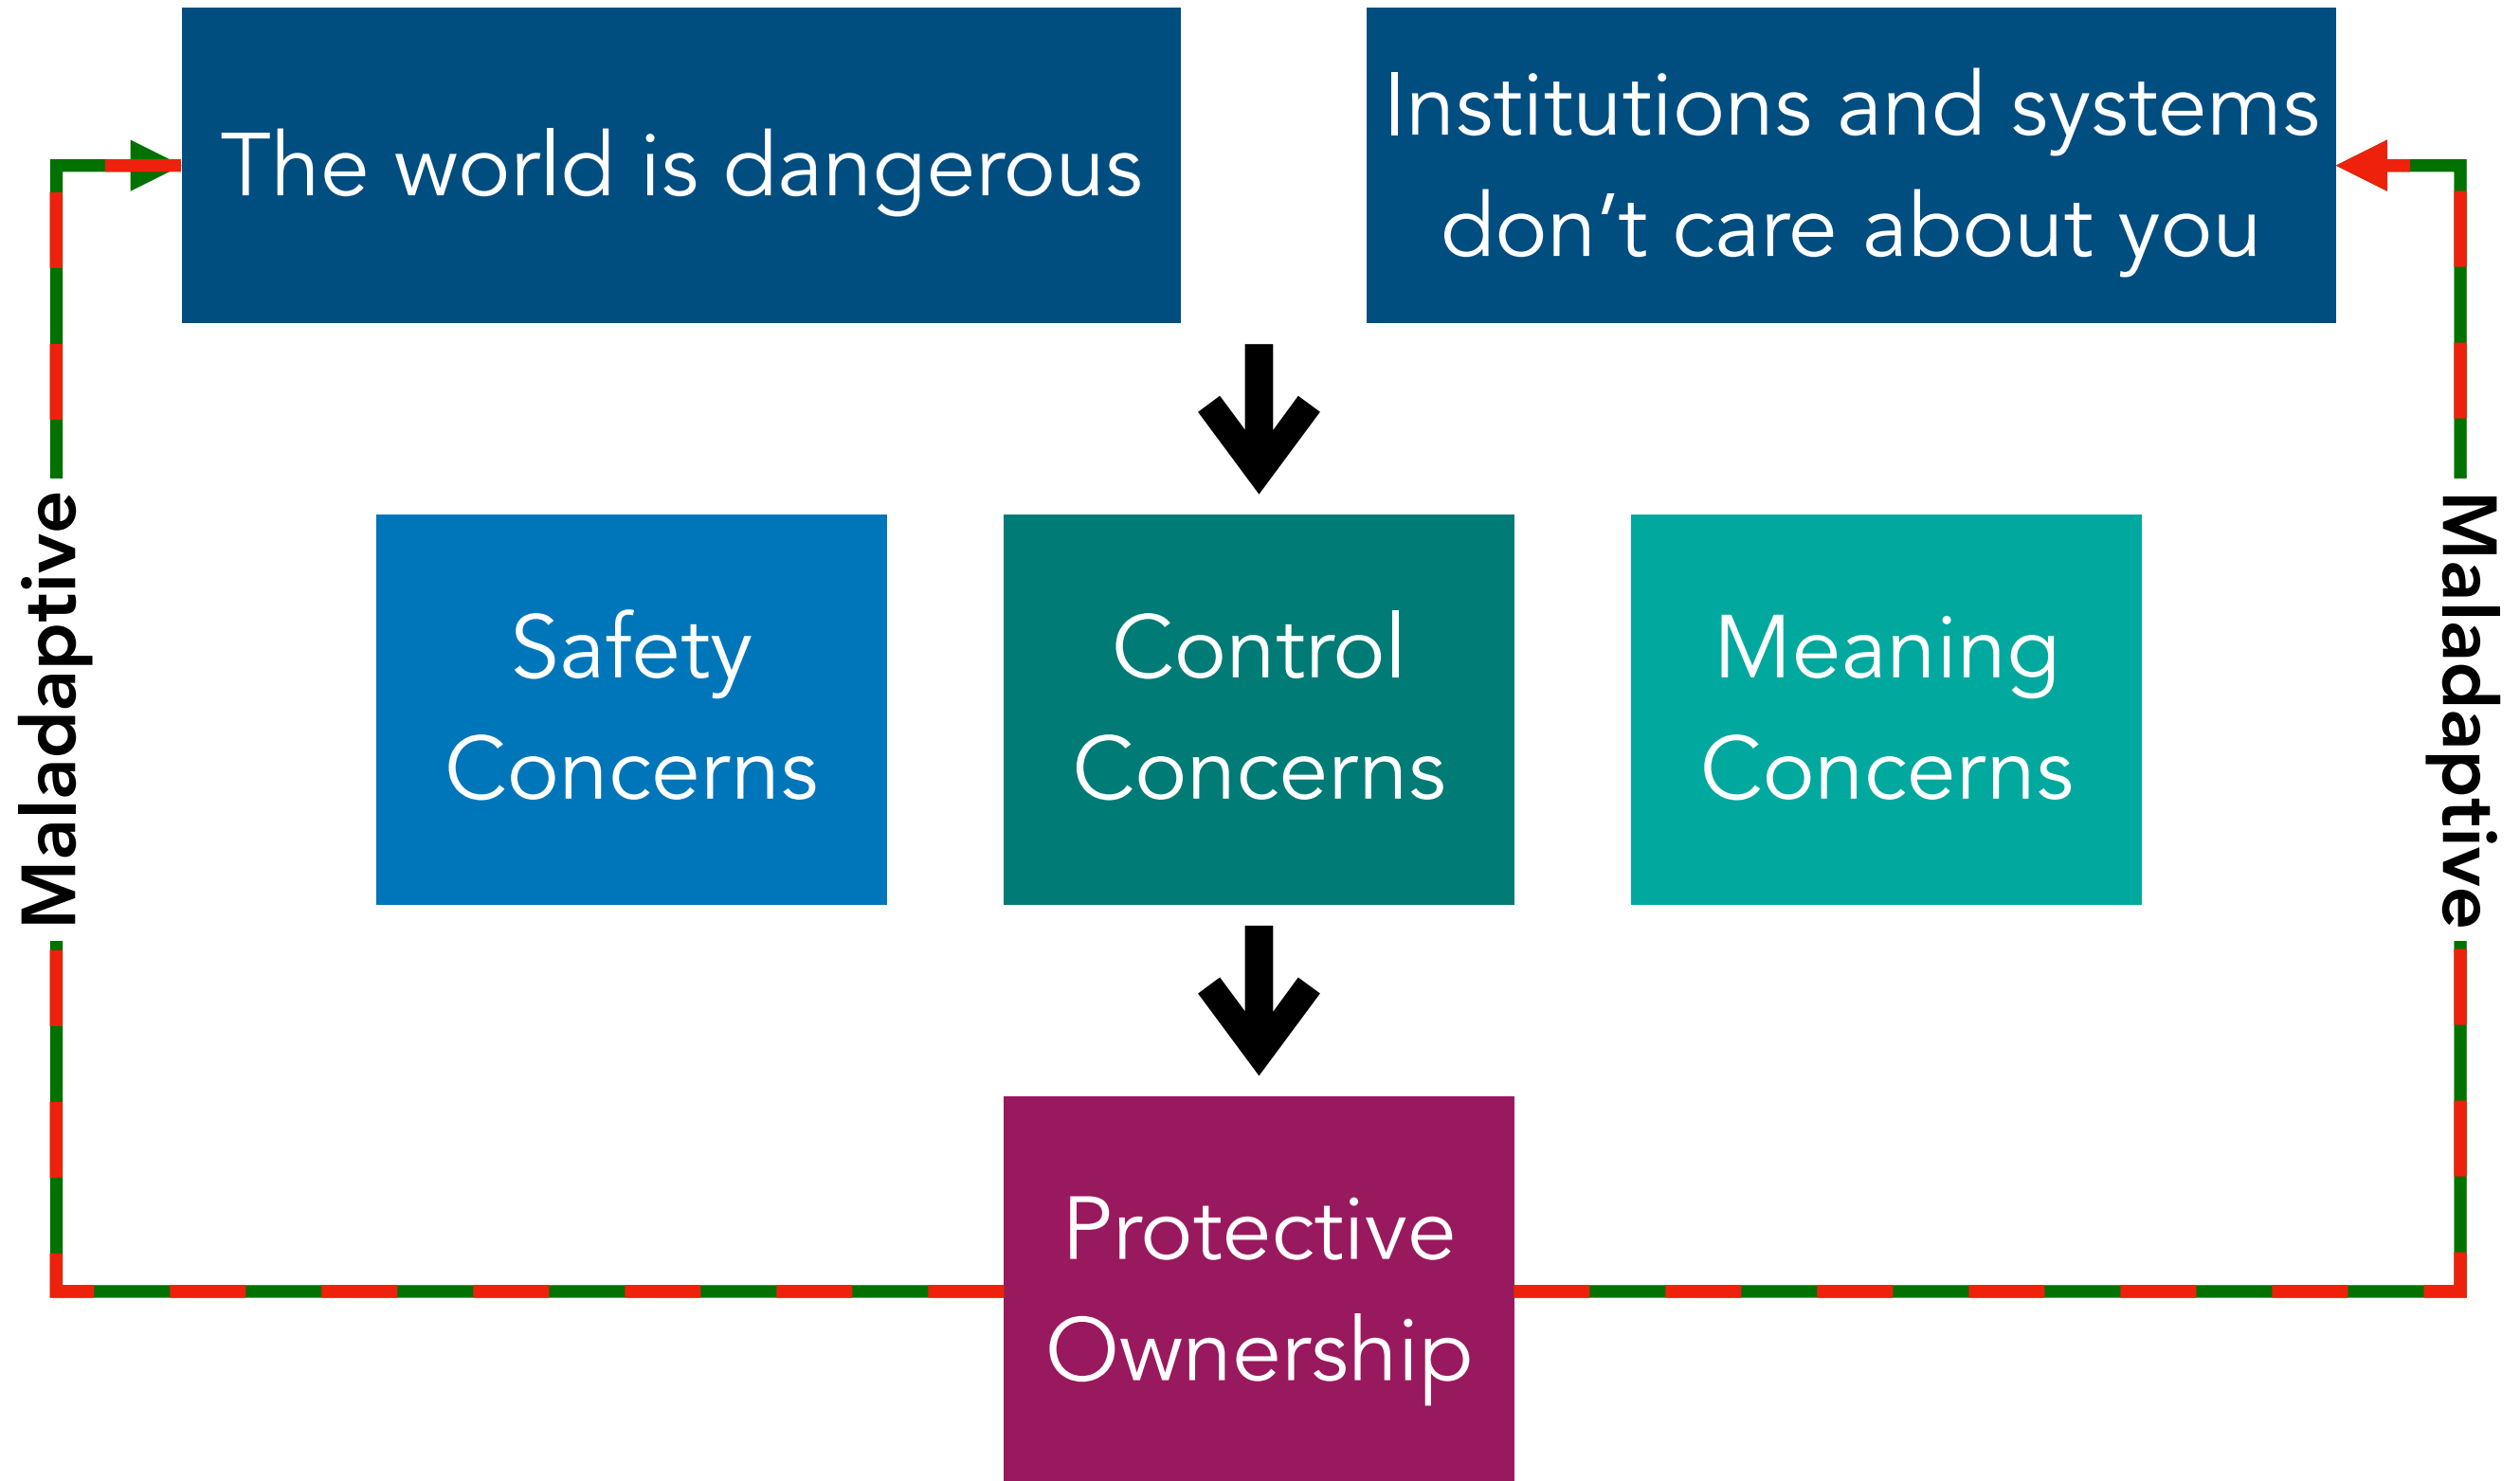 The world is dangerous
Institutions and systems
don‘t care about you
Maladaptive
Safety
Concerns
Control
Concerns
Meaning
Concerns
Maladaptive
Protective
Ownership